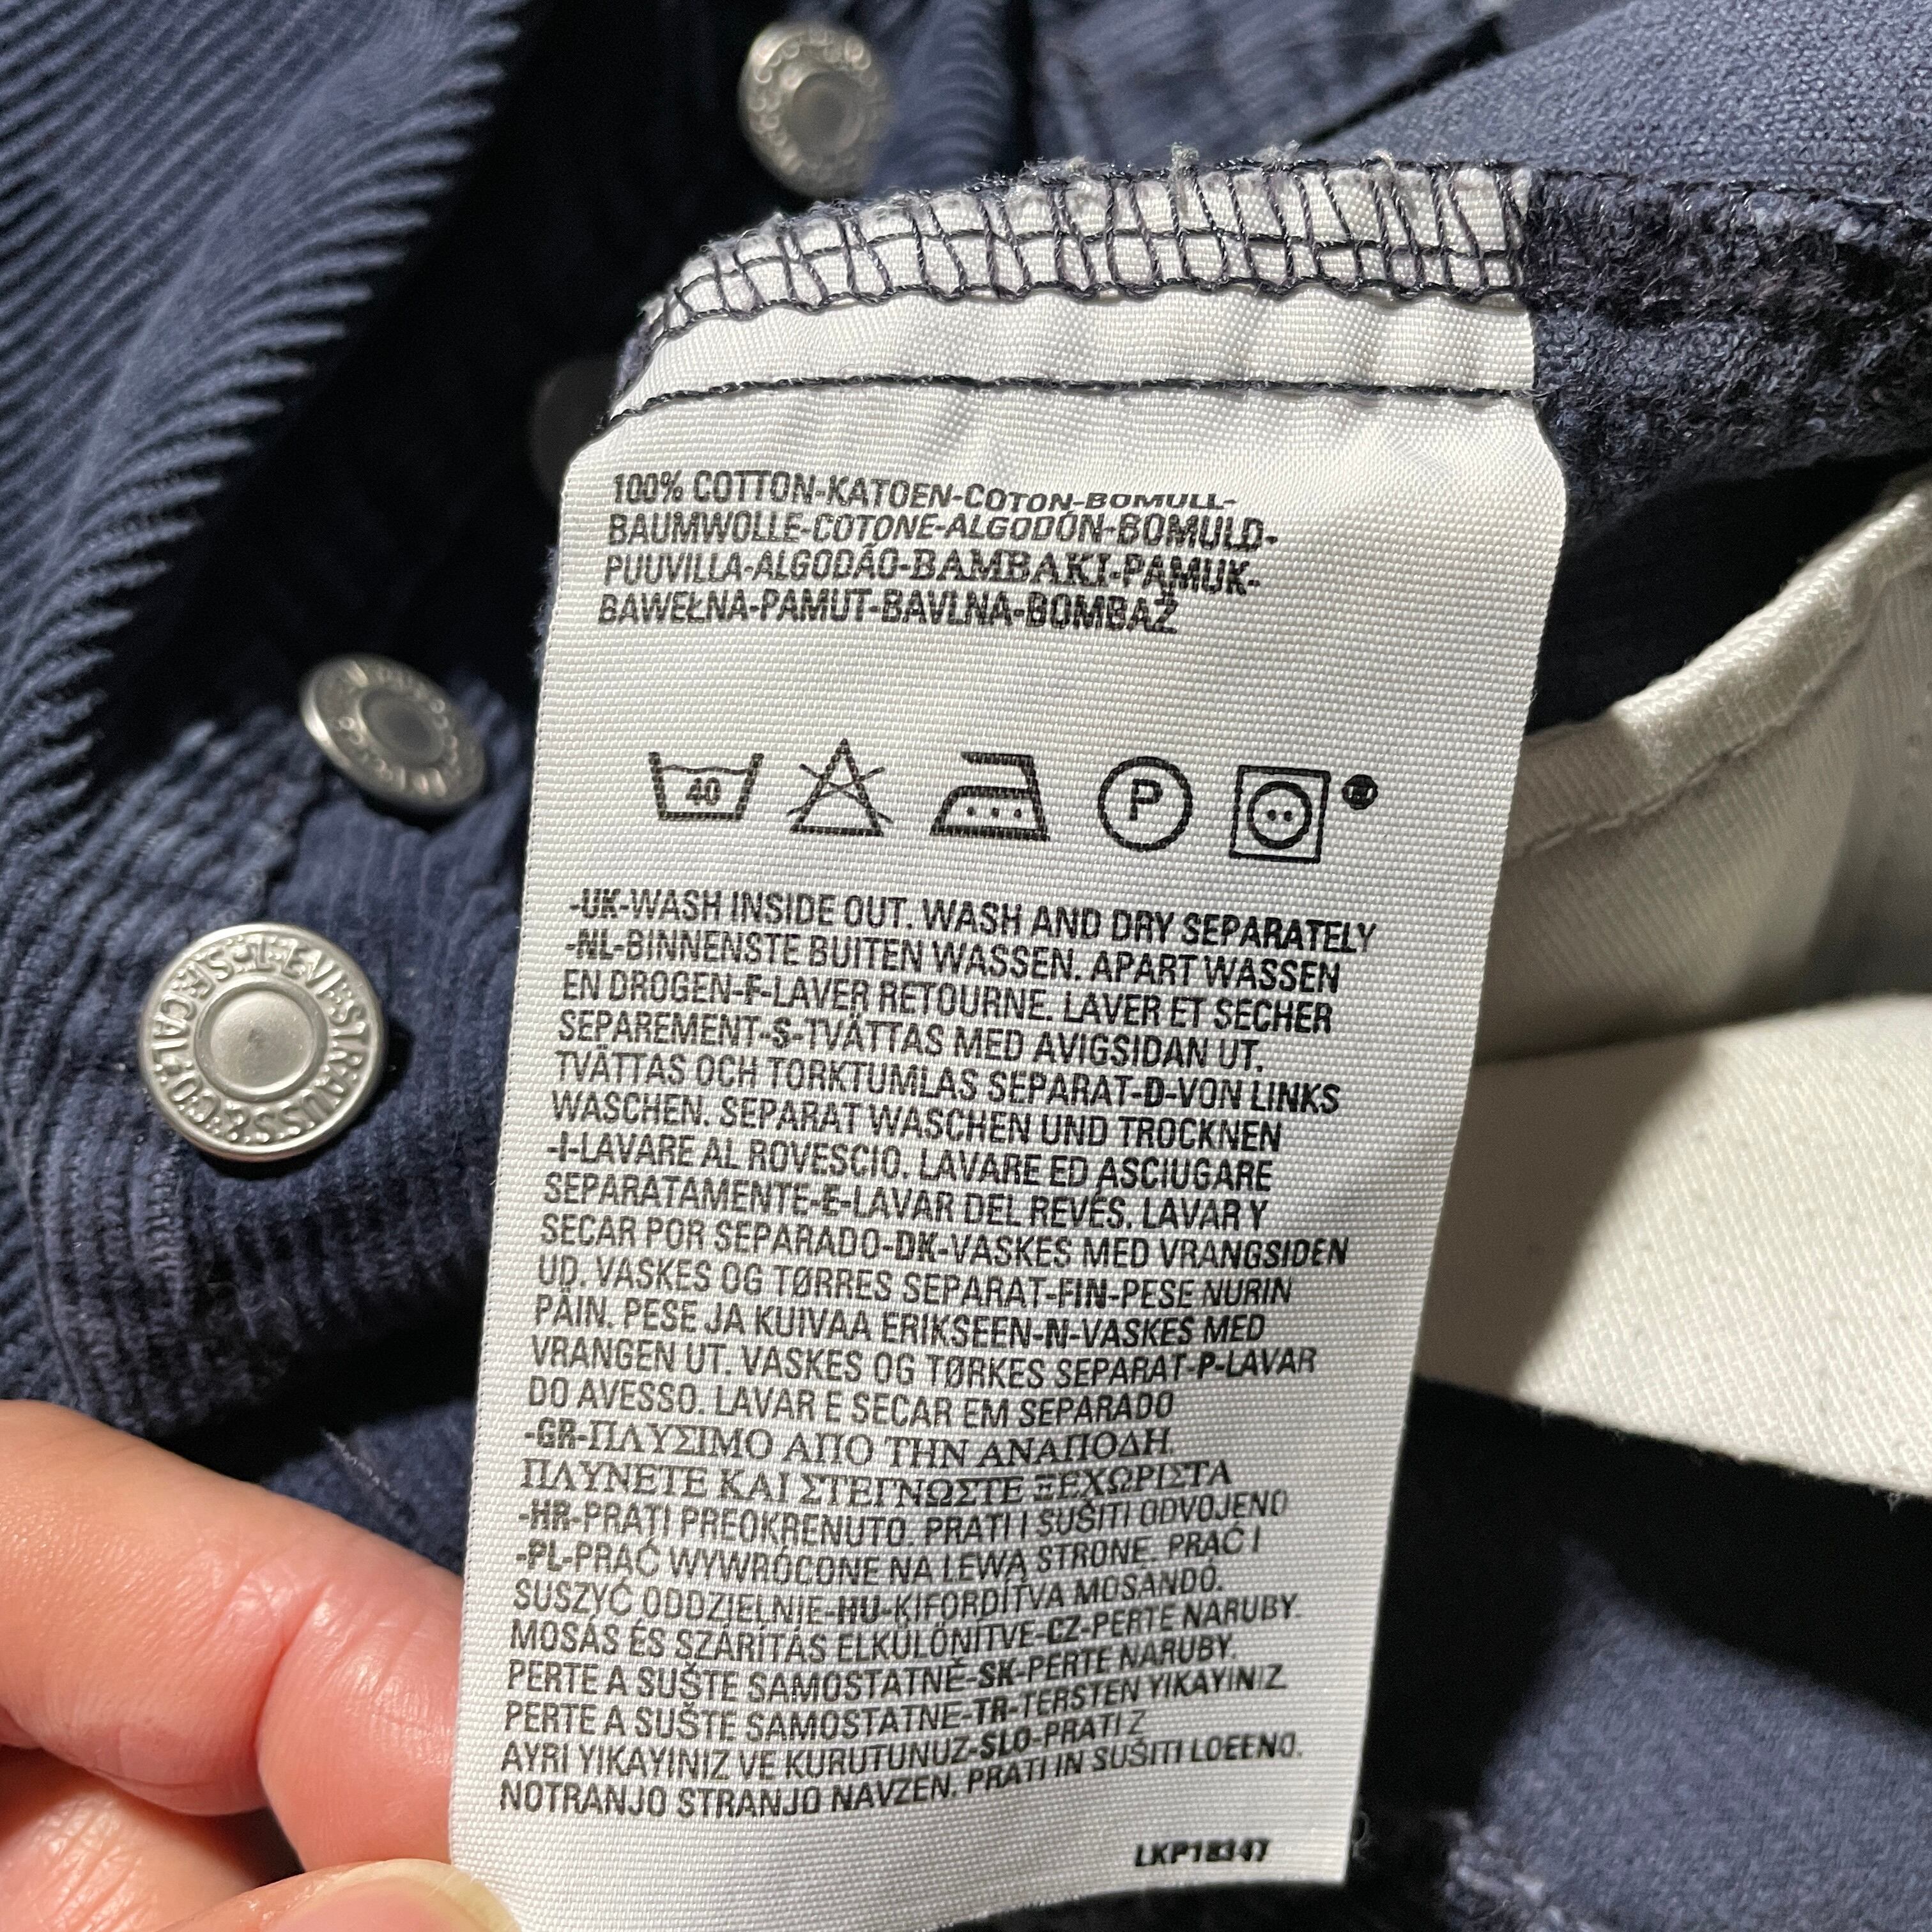 100% COTTON-KATOEN-COTON-BOMULL-
BAUMWOLLE-COTONE-ALGODÓN-BOMULD-
PUUVILLA-ALGODÃO-BAMBAKI-PAMUK-
BAWEŁNA-PAMUT-BAVLNA-BOMBAŽ
40
P
-UK-WASH INSIDE OUT. WASH AND DRY SEPARATELY
-NL-BINNENSTE BUITEN WASSEN. APART WASSEN
EN DROGEN-F-LAVER RETOURNE. LAVER ET SECHER
SEPAREMENT-S-TVÄTTAS MED AVIGSIDAN UT.
TVÄTTAS OCH TORKTUMLAS SEPARAT-D-VON LINKS
WASCHEN. SEPARAT WASCHEN UND TROCKNEN
-I-LAVARE AL ROVESCIO. LAVARE ED ASCIUGARE
SEPARATAMENTE-E-LAVAR DEL REVÉS. LAVAR Y
SECAR POR SEPARADO-DK-VASKES MED VRANGSIDEN
UD. VASKES OG TØRRES SEPARAT-FIN-PESE NURIN
PÄIN. PESE JA KUIVAA ERIKSEEN-N-VASKES MED
VRANGEN UT. VASKES OG TØRKES SEPARAT-P-LAVAR
DO AVESSO. LAVAR E SECAR EM SEPARADO
-GR-ΠΛΥΣΙΜΟ ΑΠΟ ΤΗΝ ΑΝΑΠΟΔΗ.
ΠΛΥΝΕΤΕ ΚΑΙ ΣΤΕΓΝΩΣΤΕ ΞΕΧΩΡΙΣΤΑ
-HR-PRATI PREOKRENUTO. PRATI I SUŠITI ODVOJENO
-PL-PRAĆ WYWRÓCONE NA LEWĄ STRONE. PRAĆ I
SUSZYĆ ODDZIELNIE-HU-KIFORDÍTVA MOSANDÓ.
MOSÁS ÉS SZÁRÍTÁS ELKÜLÖNITVE-CZ-PERTE NARUBY.
PERTE A SUŠTE SAMOSTATNĚ-SK-PERTE NARUBY.
PERTE A SUŠTE SAMOSTATNE-TR-TERSTEN YIKAYINIZ
AYRI YIKAYINIZ VE KURUTUNUZ-SLO-PRATI Z
NOTRANJO STRANJO NAVZEN. PRATI IN SUŠITI LOEENO.
LKP18347
LEVI STRAUSS & CO.